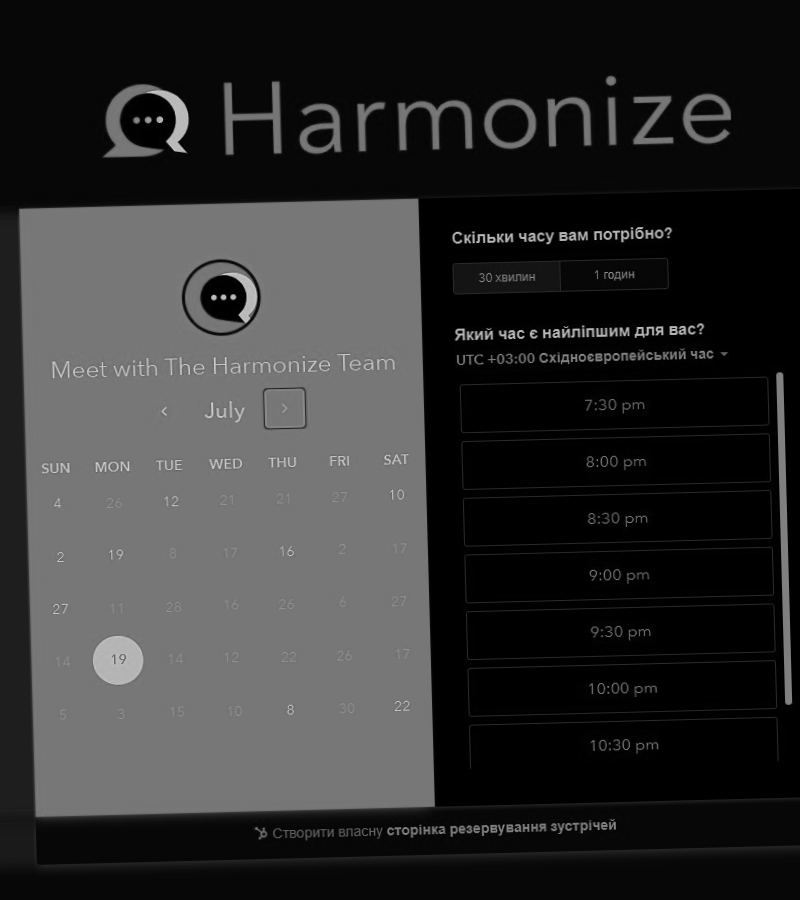 Harmonize
Meet with The Harmonize Team
July
SUN MON TUE WED THU FRI SAT
4 26 12 21 21 27 10
2 19 8 17 16 2 17
27 11 28 16 26 6 27
14 19 14 12 22 26 17
5 3 15 10 8 30 22
Скільки часу вам потрібно?
30 хвилин 1 годин
Який час є найліпшим для вас?
UTC +03:00 Східноєвропейський час
7:30 pm
8:00 pm
8:30 pm
9:00 pm
9:30 pm
10:00 pm
10:30 pm
Створити власну сторінка резервування зустрічей